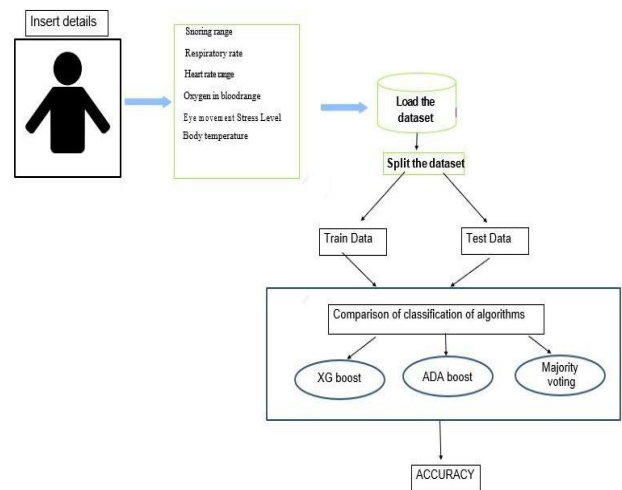 Insert details
Snoring range
Respiratory rate
Heart rate range
Oxygen in bloodrange
Eye movement Stress Level
Body temperature
Load the
dataset
Split the dataset
Train Data
Test Data
Comparison of classification of algorithms
XG boost
ADA boost
Majority
voting
ACCURACY